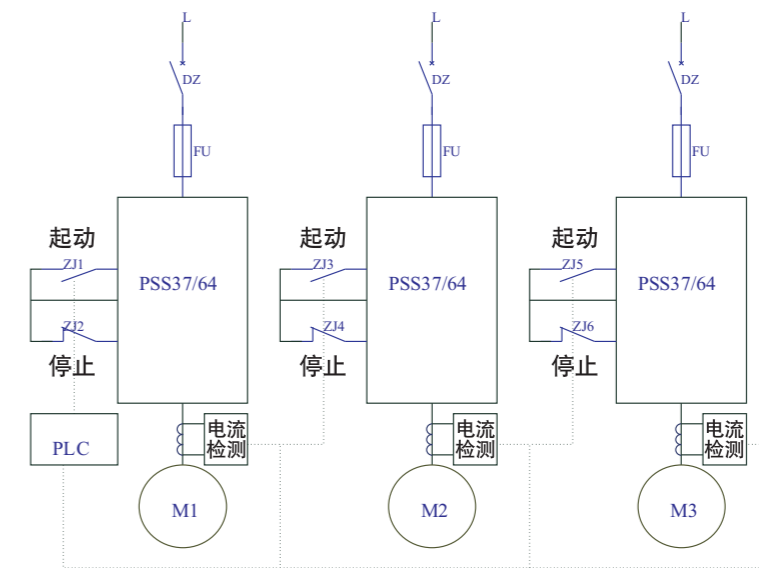 L
L
L
DZ
DZ
DZ
FU
FU
FU
起动
起动
起动
ZJ1
ZJ3
ZJ5
PSS37/64
PSS37/64
PSS37/64
ZJ2
ZJ4
ZJ6
停止
停止
停止
PLC
电流
检测
电流
检测
电流
检测
M1
M2
M3